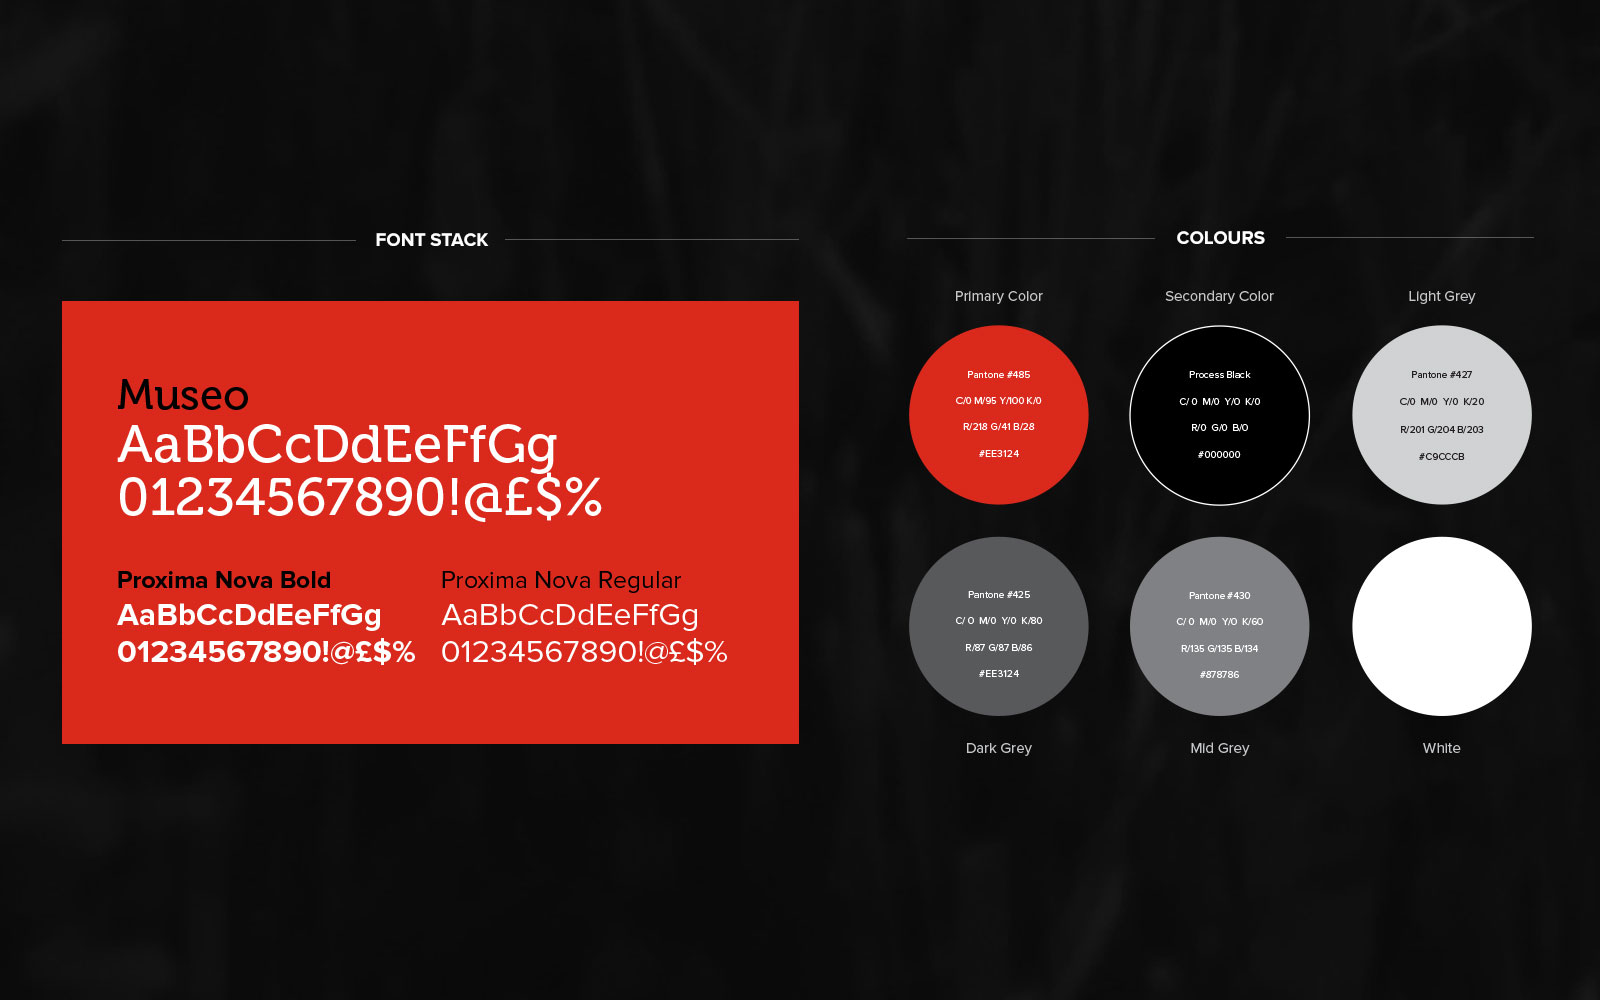 FONT STACK
Museo
AaBbCcDdEeFfGg
01234567890!@£$%
Proxima Nova Bold
AaBbCcDdEeFfGg
01234567890!@£$%
Proxima Nova Regular
AaBbCcDdEeFfGg
01234567890!@£$%
COLOURS
Primary Color
Pantone #485
C/0 M/95 Y/100 K/0
R/218 G/41 B/28
#EE3124
Secondary Color
Process Black
C/ 0 M/0 Y/0 K/0
R/0 G/0 B/0
#000000
Light Grey
Pantone #427
C/0 M/0 Y/0 K/20
R/201 G/204 B/203
#C9CCCB
Pantone #425
C/ 0 M/0 Y/0 K/80
R/87 G/87 B/86
#EE3124
Dark Grey
Pantone #430
C/ 0 M/0 Y/0 K/60
R/135 G/135 B/134
#878786
Mid Grey
White